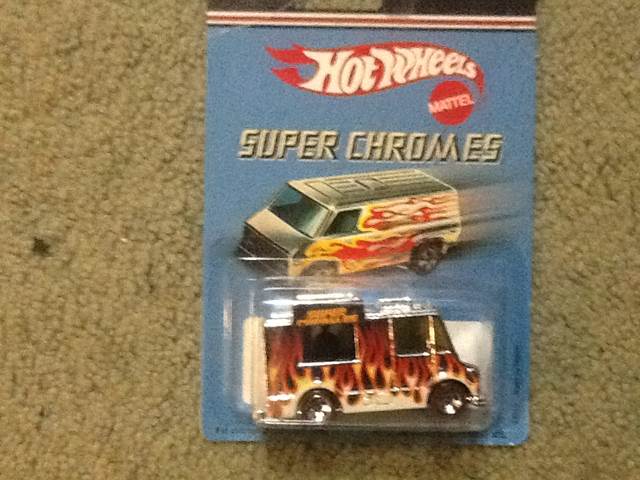 Hot Wheels
MATTEL
SUPER CHROMES